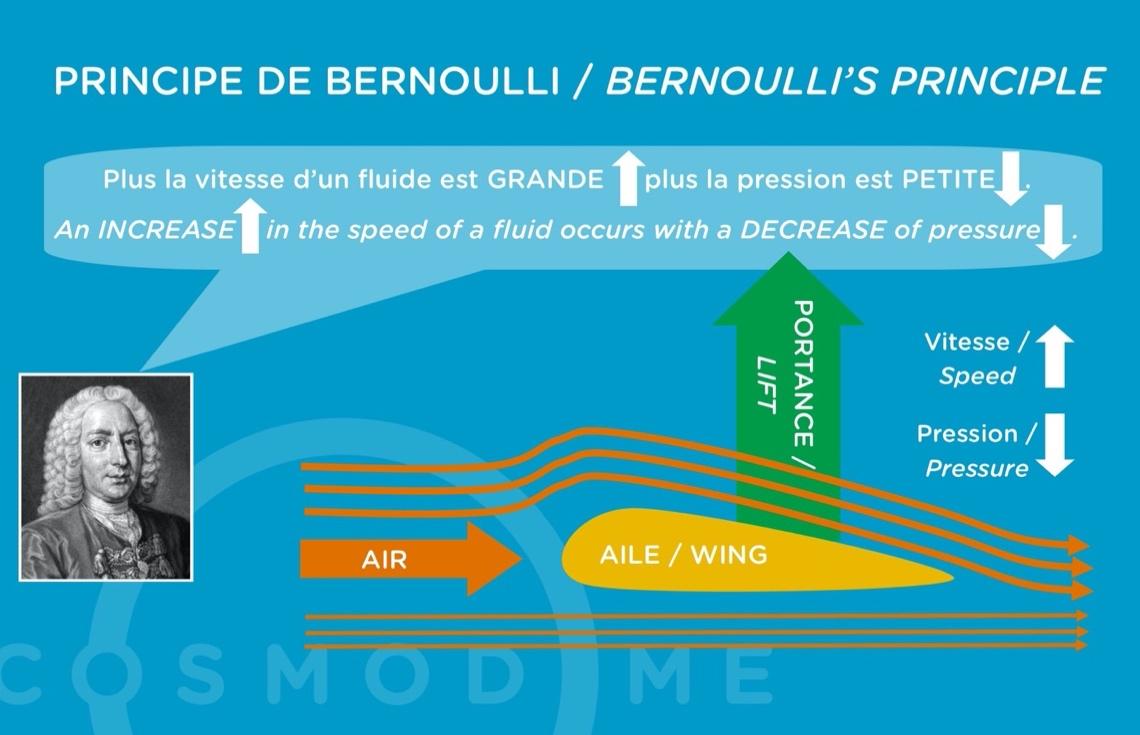 PRINCIPE DE BERNOULLI / BERNOULLI'S PRINCIPLE
Plus la vitesse d'un fluide est GRANDE plus la pression est PETITE.
An INCREASE in the speed of a fluid occurs with a DECREASE of pressure.
PORTANCE /
LIFT
Vitesse /
Speed
Pression /
Pressure
AIR
AILE / WING
COSMODÔME